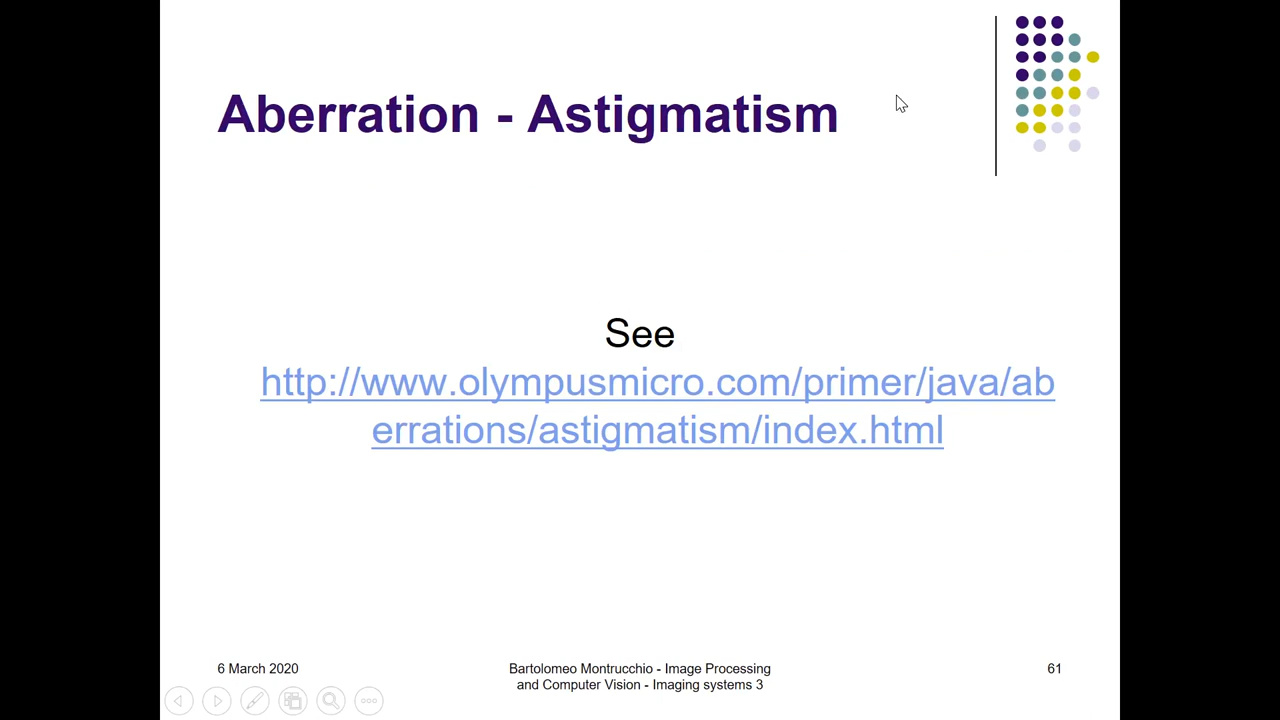 Aberration - Astigmatism
See
http://www.olympusmicro.com/primer/java/ab
errations/astigmatism/index.html
6 March 2020
Bartolomeo Montrucchio - Image Processing
and Computer Vision - Imaging systems 3
61